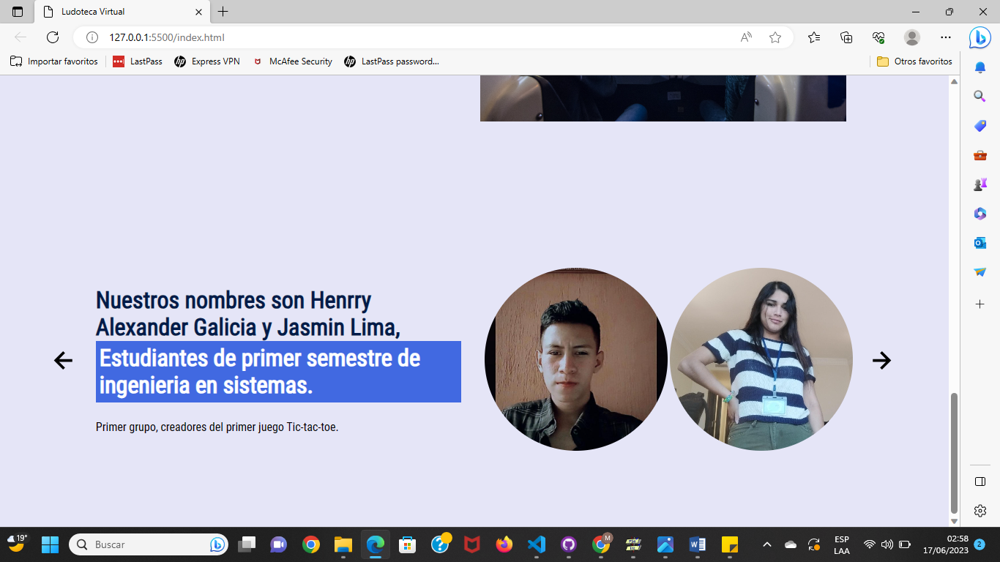 Ludoteca Virtual
127.0.0.1:5500/index.html
Importar favoritos
LastPass
Express VPN
McAfee Security
LastPass password...
Otros favoritos
Nuestros nombres son Henrry
Alexander Galicia y Jasmin Lima,
Estudiantes de primer semestre de
ingenieria en sistemas.
Primer grupo, creadores del primer juego Tic-tac-toe.
19°
Buscar
M
ESP
LAA
02:58
17/06/2023
2